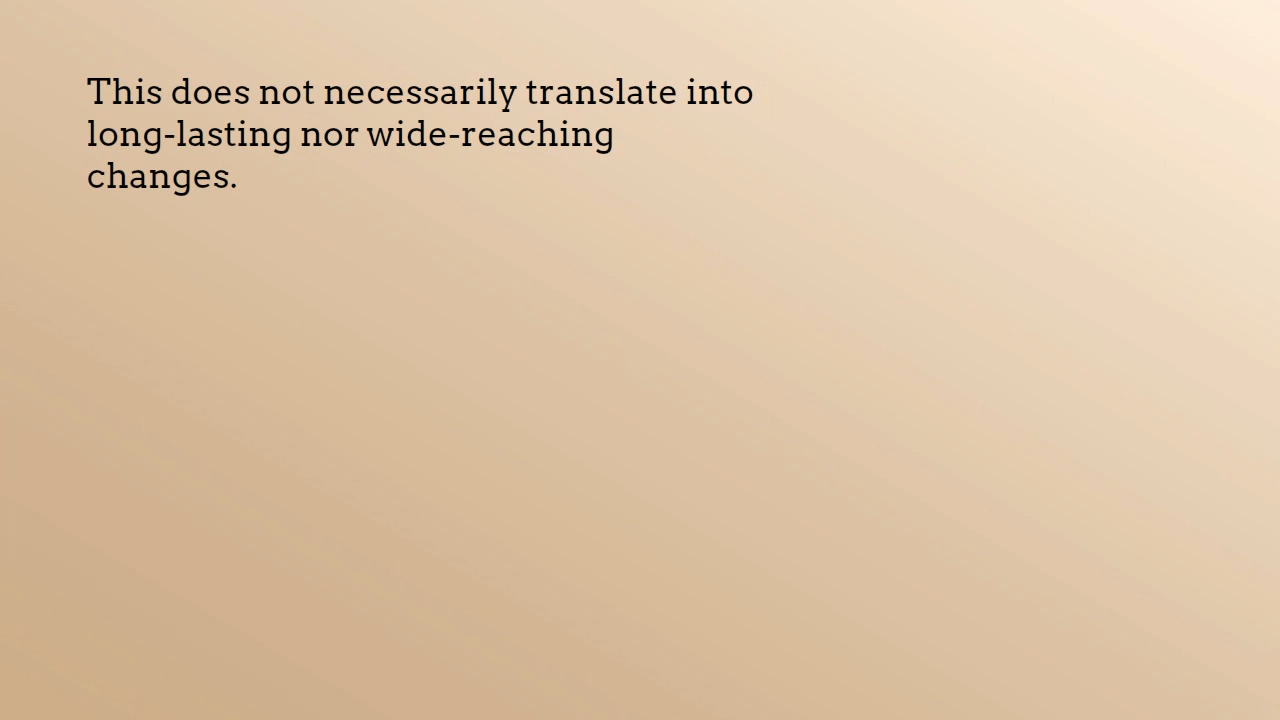 This does not necessarily translate into
long-lasting nor wide-reaching
changes.